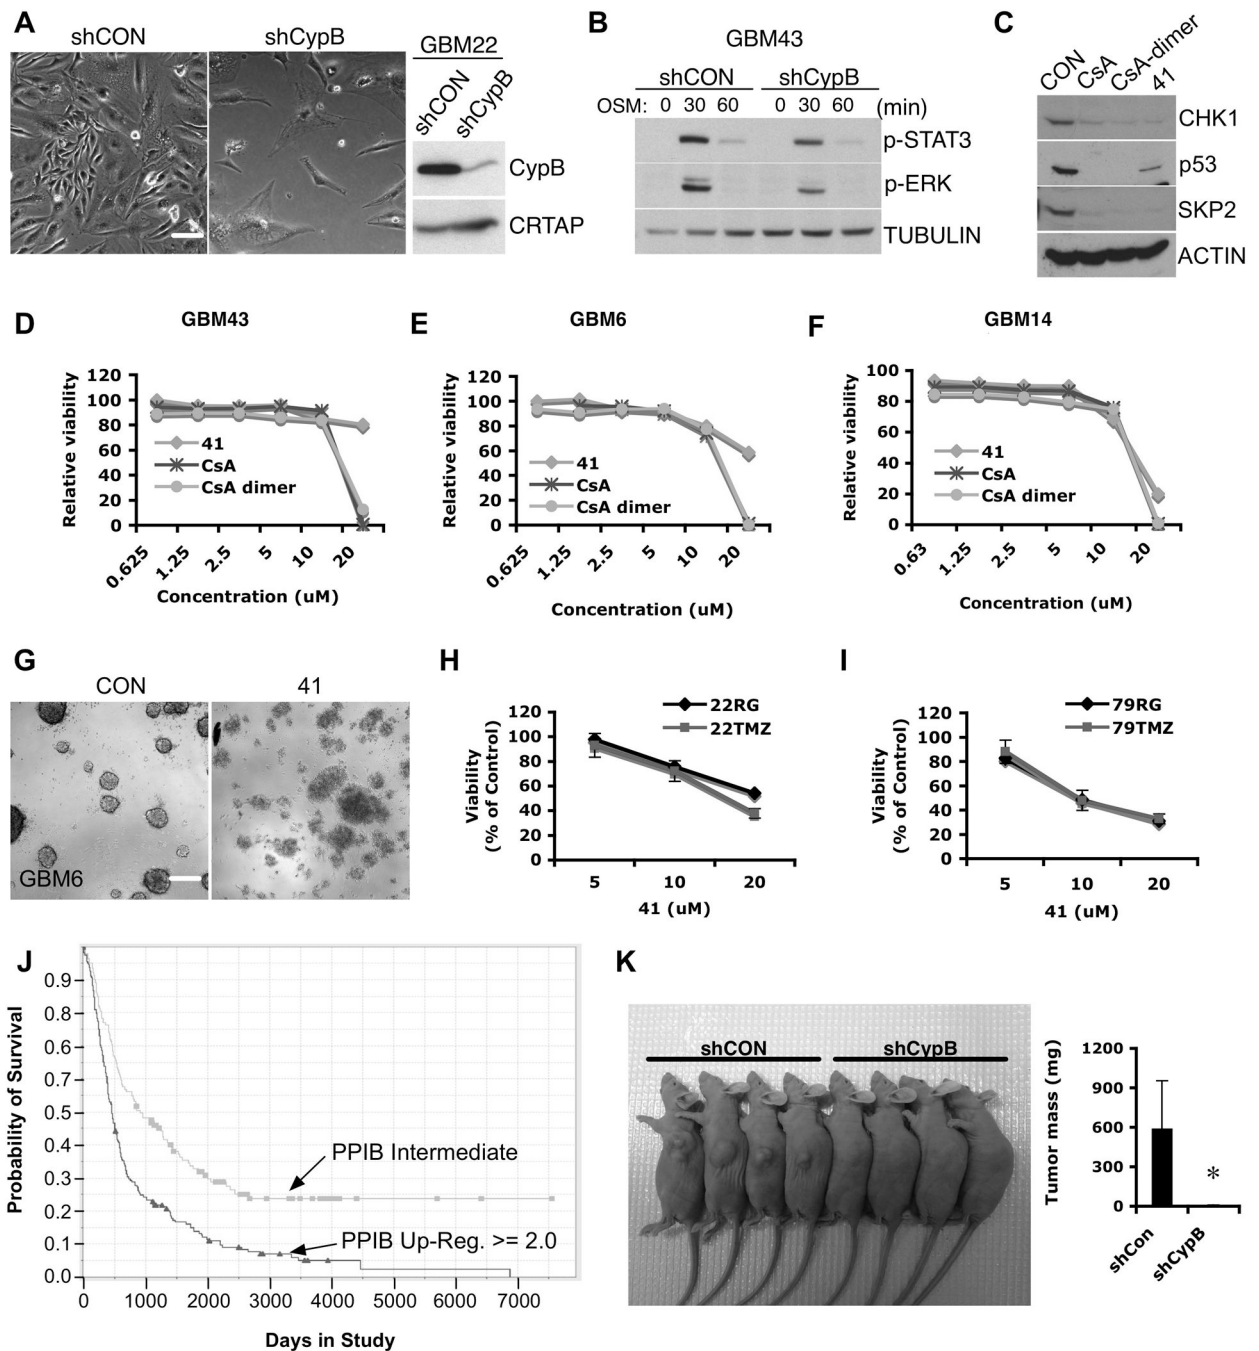 A
shCON
shCypB
GBM22
shCON
shCypB
CypB
CRTAP
B
GBM43
shCON
shCypB
OSM: 0 30 60 0 30 60 (min)
p-STAT3
p-ERK
TUBULIN
C
CON
CsA
CsA-dimer
41
CHK1
p53
SKP2
ACTIN
D
GBM43
Relative viability
120
100
80
60
40
20
0
41
CsA
CsA dimer
0.625 1.25 2.5 5 10 20
Concentration (uM)
E
GBM6
Relative viability
120
100
80
60
40
20
0
41
CsA
CsA dimer
0.625 1.25 2.5 5 10 20
Concentration (uM)
F
GBM14
Relative viability
100
80
60
40
20
0
41
CsA
CsA dimer
0.63 1.25 2.5 5 10 20
Concentration (uM)
G
CON
41
GBM6
H
22RG
22TMZ
Viability
(% of Control)
120
100
80
60
40
20
0
5 10 20
41 (uM)
I
79RG
79TMZ
Viability
(% of Control)
120
100
80
60
40
20
0
5 10 20
41 (uM)
J
Probability of Survival
0.9
0.8
0.6
0.7
0.5
0.4
0.3
0.2
0.1
0.0
PPIB Intermediate
PPIB Up-Reg. >= 2.0
0 1000 2000 3000 4000 5000 6000 7000
Days in Study
K
shCON
shCypB
Tumor mass (mg)
1200
900
600
300
0
*
shCon
shCypB